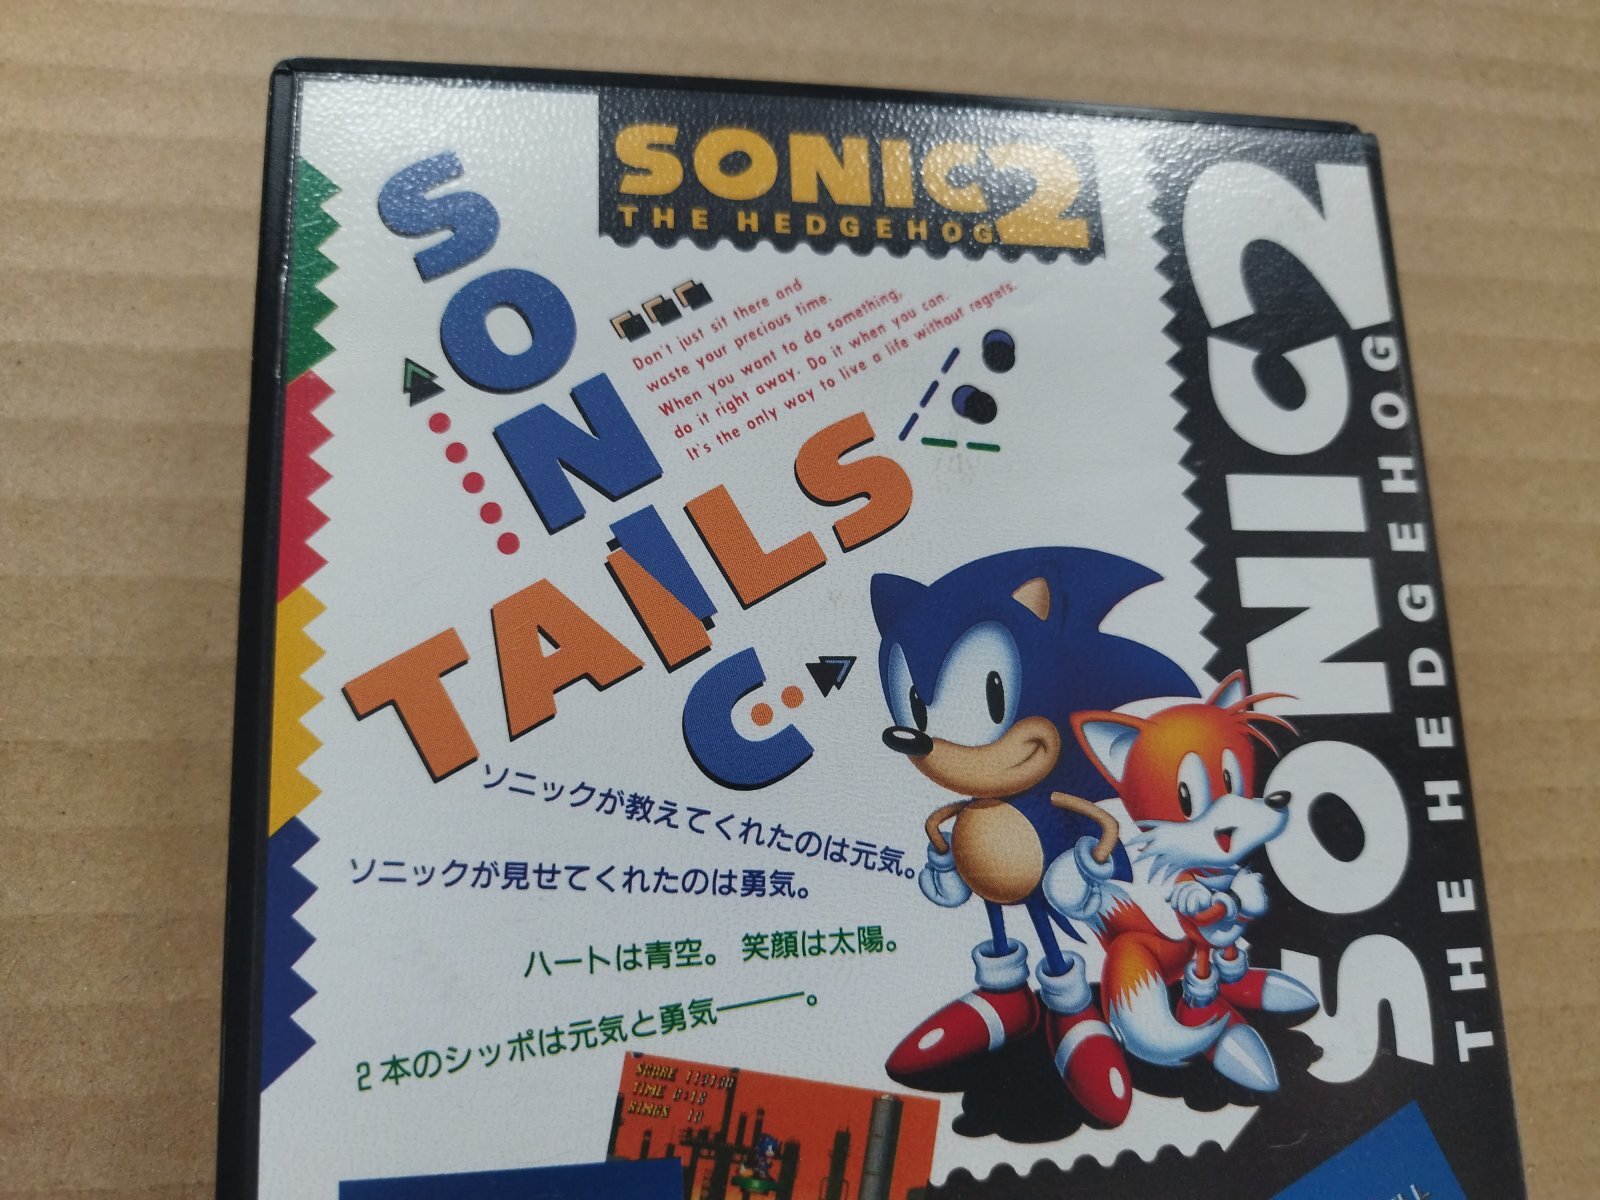 SONIC 2
THE HEDGEHOG
SONIC
TAILS
Don't just sit there and
waste your precious time.
When you want to do something,
do it right away. Do it when you can.
It's the only way to live a life without regrets.
ソニックが教えてくれたのは元気。
ソニックが見せてくれたのは勇気。
ハートは青空。 笑顔は太陽。
2本のシッポは元気と勇気───。
SCORE 110100
TIME 0:18
RINGS 10
SONIC 2
THE HEDGEHOG